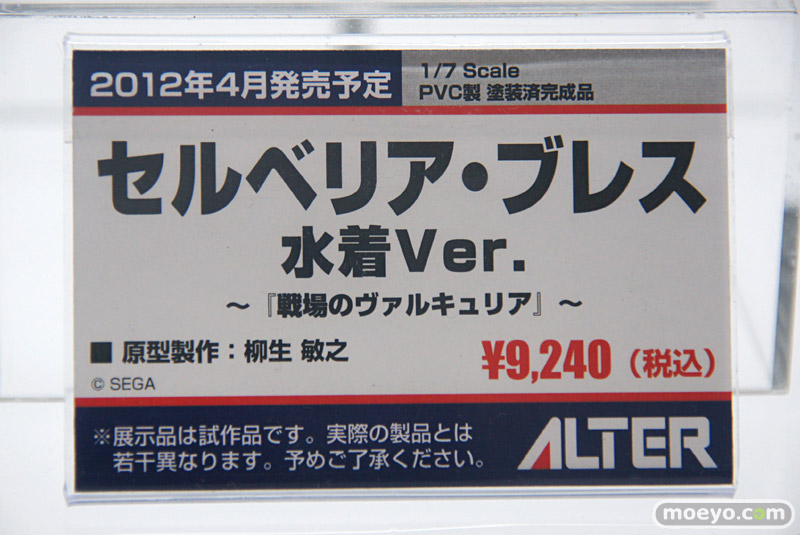 2012年4月発売予定
1/7 Scale
PVC製 塗装済完成品
セルベリア・ブレス
水着Ver.
～『戦場のヴァルキュリア』～
■ 原型製作：柳生 敏之
¥9,240（税込）
© SEGA
※展示品は試作品です。実際の製品とは
若干異なります。予めご了承ください。
ALTER
moeyo.com